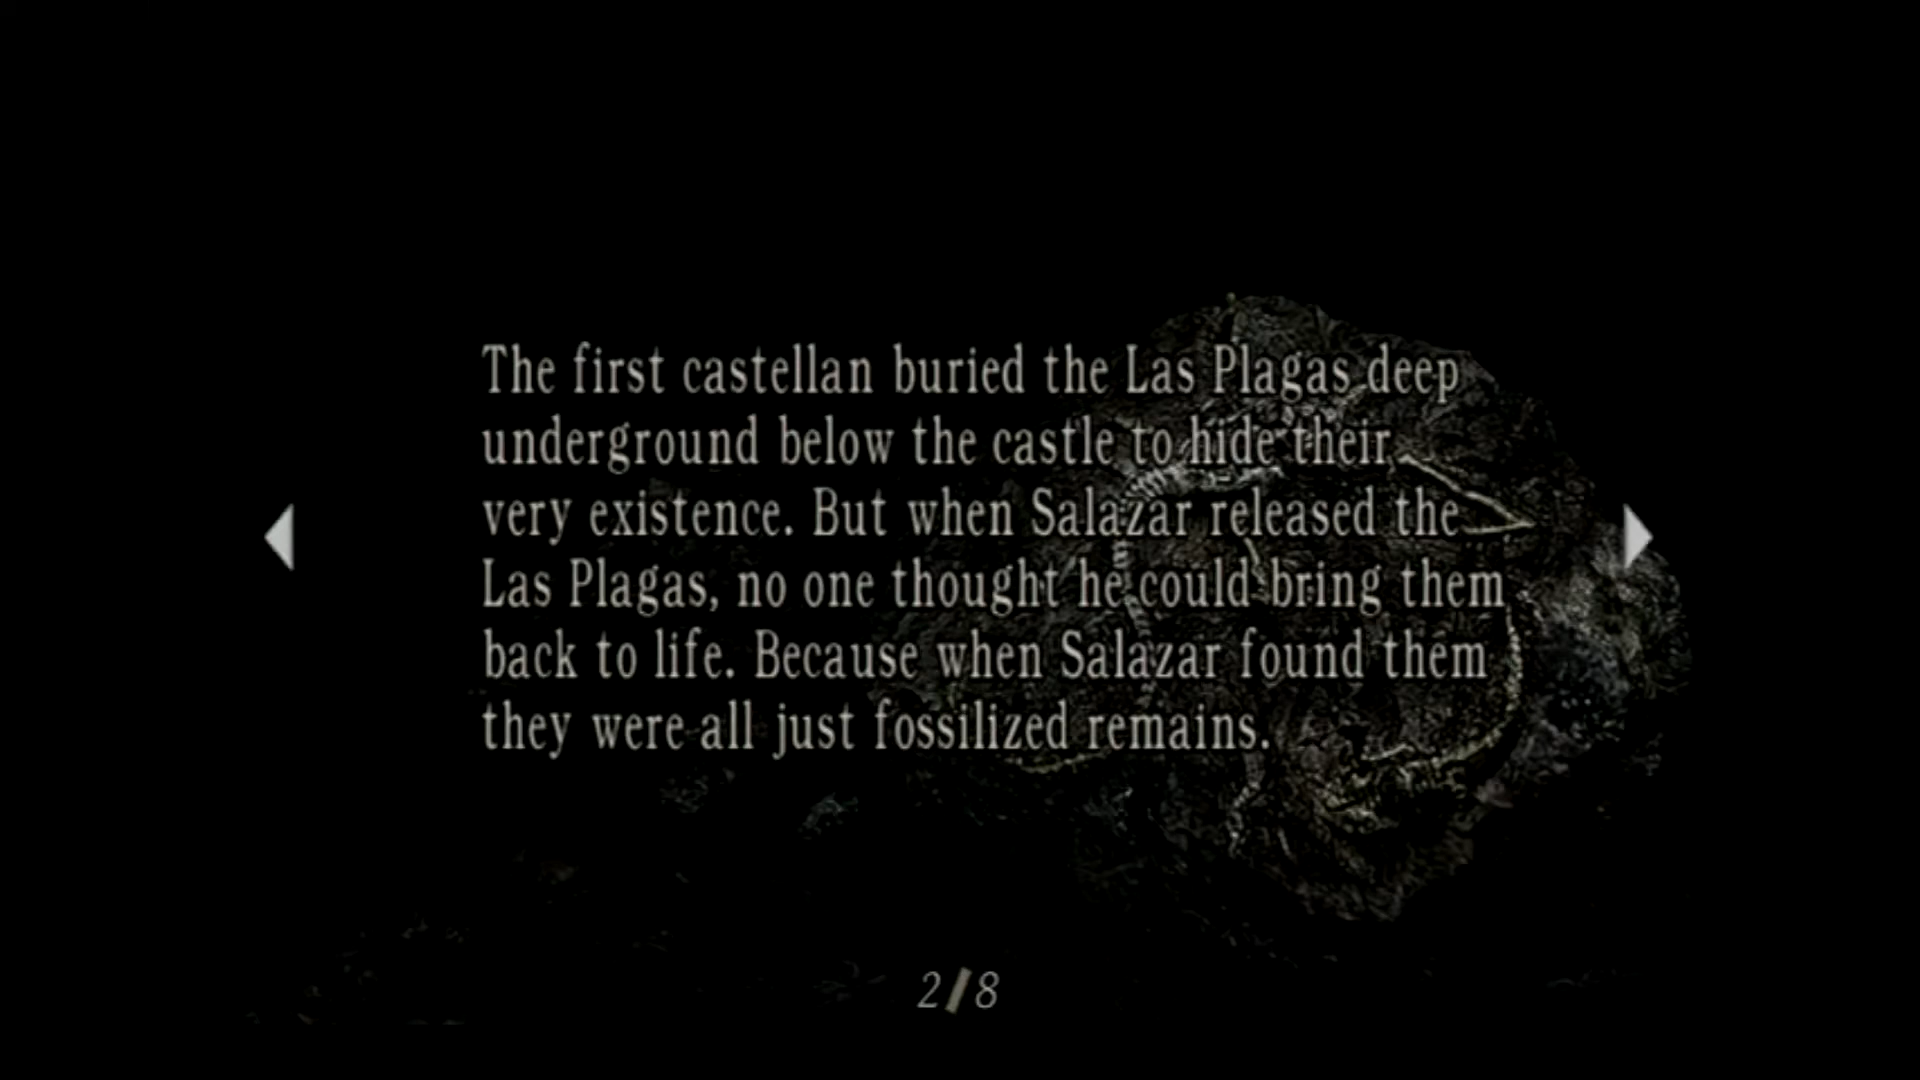 The first castellan buried the Las Plagas deep
underground below the castle to hide their
very existence. But when Salazar released the
Las Plagas, no one thought he could bring them
back to life. Because when Salazar found them
they were all just fossilized remains.
2/8